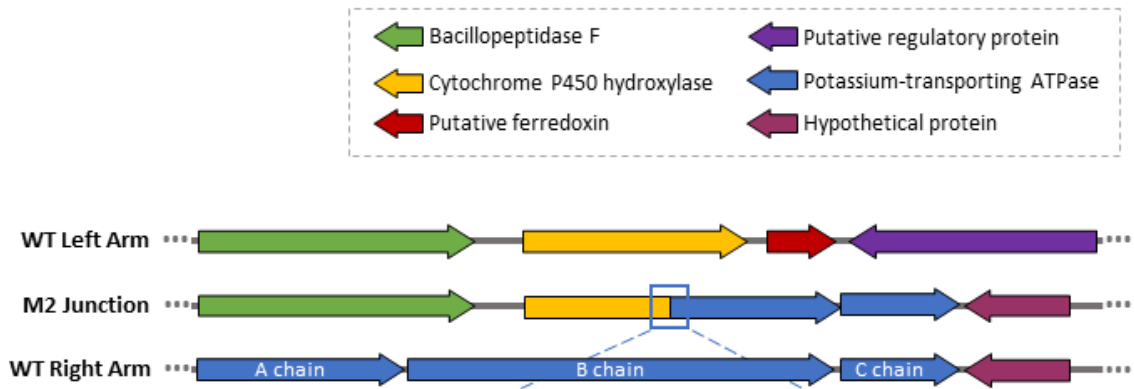 Bacillopeptidase F
Putative regulatory protein
Cytochrome P450 hydroxylase
Potassium-transporting ATPase
Putative ferredoxin
Hypothetical protein
WT Left Arm
M2 Junction
WT Right Arm
A chain
B chain
C chain